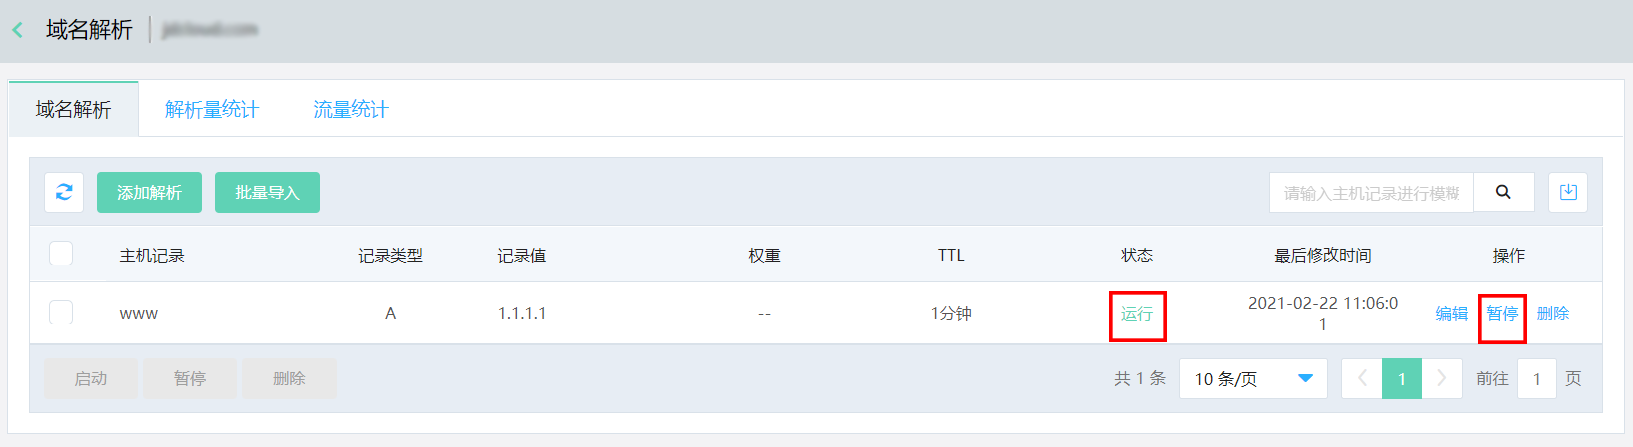 域名解析
域名解析 解析量统计 流量统计
添加解析 批量导入 请输入主机记录进行模糊
主机记录 记录类型 记录值 权重 TTL 状态 最后修改时间 操作
www A 1.1.1.1 -- 1分钟 运行 2021-02-22 11:06:0 编辑 暂停 删除
1
启动 暂停 删除 共 1 条 10 条/页 1 前往 1 页